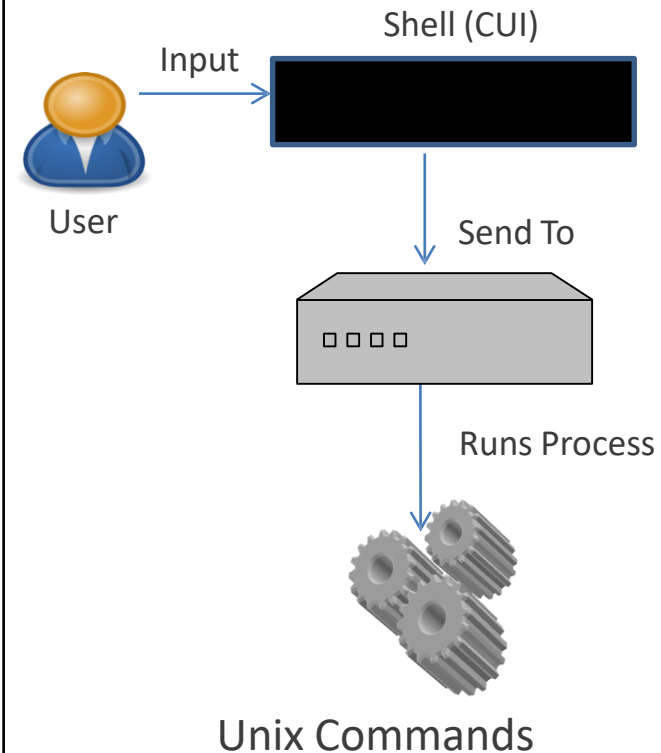 Shell (CUI)
Input
User
Send To
Runs Process
Unix Commands